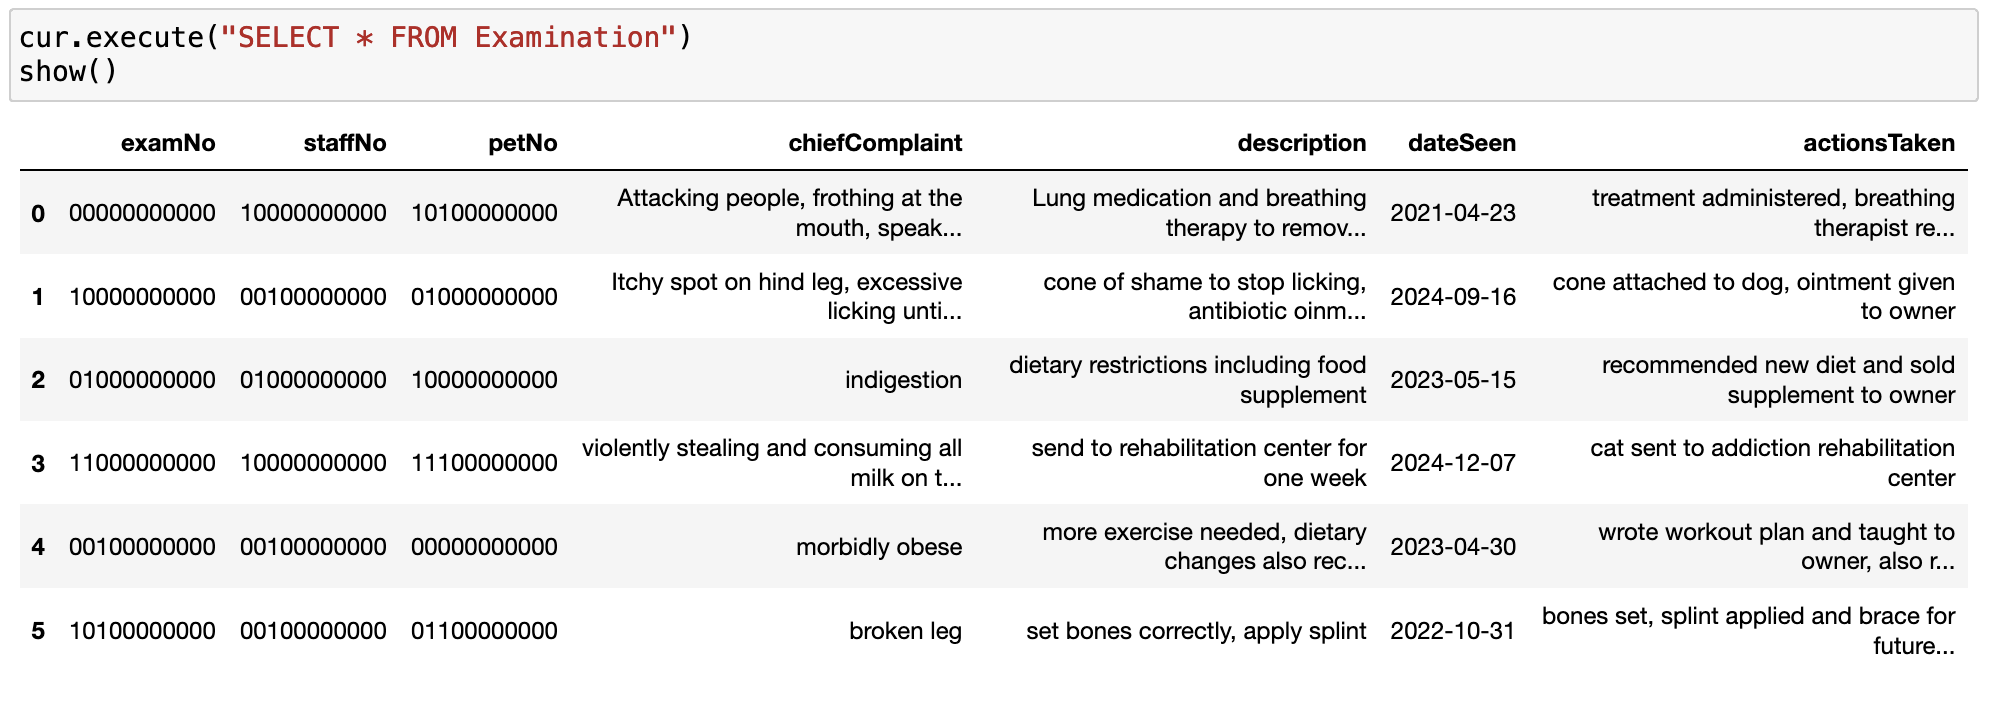 cur.execute("SELECT * FROM Examination")
show()
examNo staffNo petNo chiefComplaint description dateSeen actionsTaken
0 00000000000 10000000000 10100000000 Attacking people, frothing at the mouth, speak... Lung medication and breathing therapy to remov... 2021-04-23 treatment administered, breathing therapist re...
1 10000000000 00100000000 01000000000 Itchy spot on hind leg, excessive licking unti... cone of shame to stop licking, antibiotic oinm... 2024-09-16 cone attached to dog, ointment given to owner
2 01000000000 01000000000 10000000000 indigestion dietary restrictions including food supplement 2023-05-15 recommended new diet and sold supplement to owner
3 11000000000 10000000000 11100000000 violently stealing and consuming all milk on t... send to rehabilitation center for one week 2024-12-07 cat sent to addiction rehabilitation center
4 00100000000 00100000000 00000000000 morbidly obese more exercise needed, dietary changes also rec... 2023-04-30 wrote workout plan and taught to owner, also r...
5 10100000000 00100000000 01100000000 broken leg set bones correctly, apply splint 2022-10-31 bones set, splint applied and brace for future...